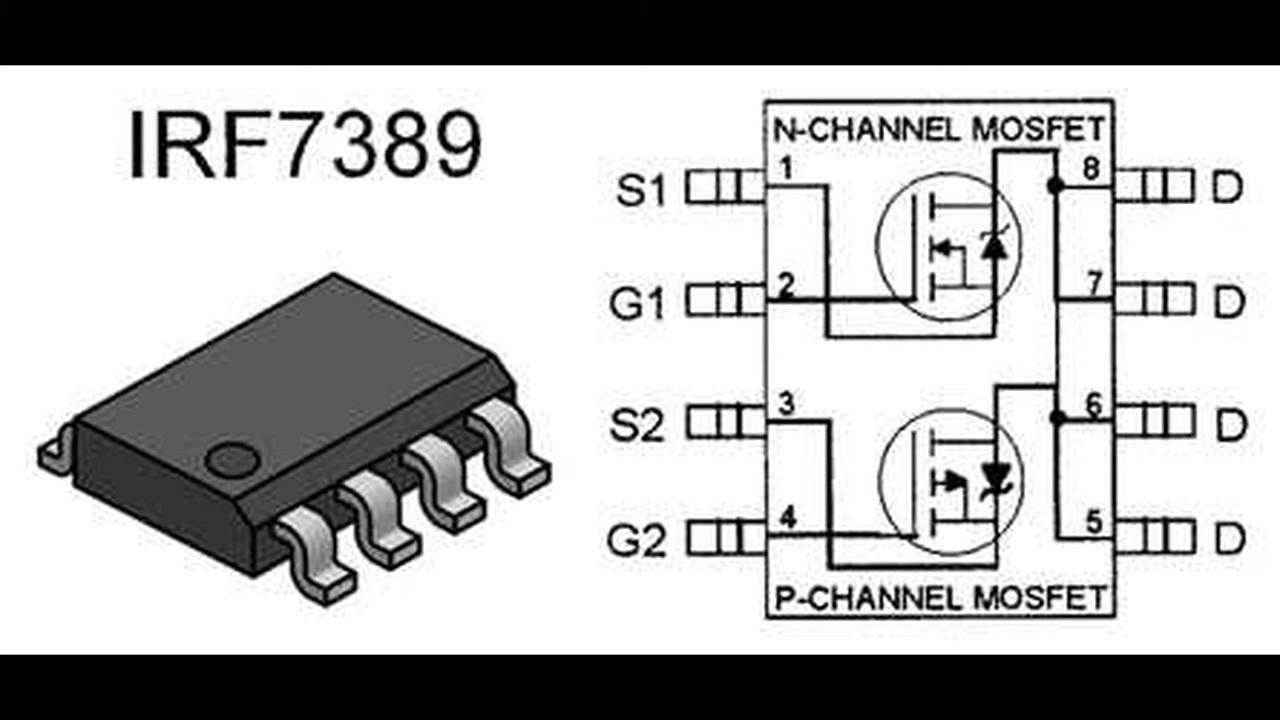 IRF7389
N-CHANNEL MOSFET
S1 1 8 D
G1 2 7 D
S2 3 6 D
G2 4 5 D
P-CHANNEL MOSFET